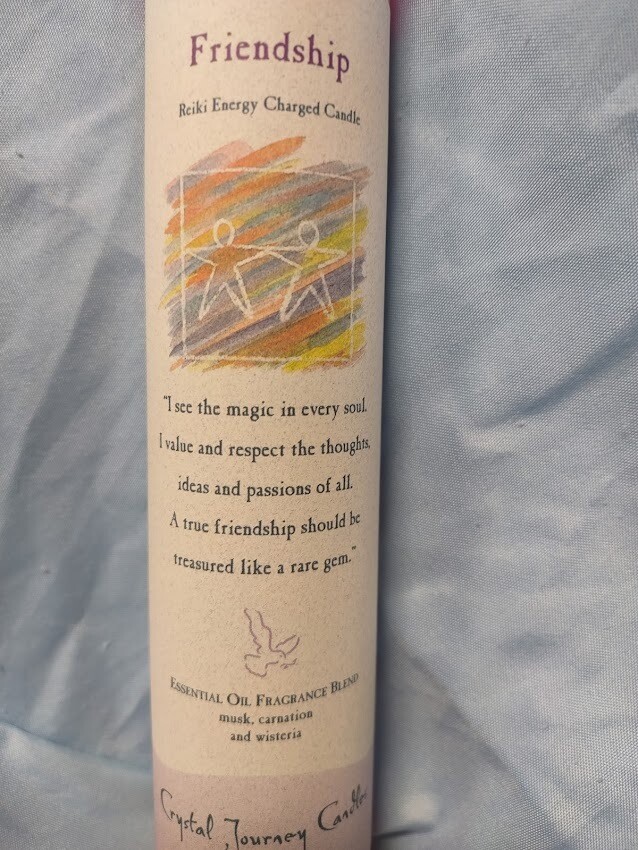 Friendship
Reiki Energy Charged Candle
"I see the magic in every soul.
I value and respect the thoughts,
ideas and passions of all.
A true friendship should be
treasured like a rare gem."
Essential Oil Fragrance Blend
musk, carnation
and wisteria
Crystal Journey Candles